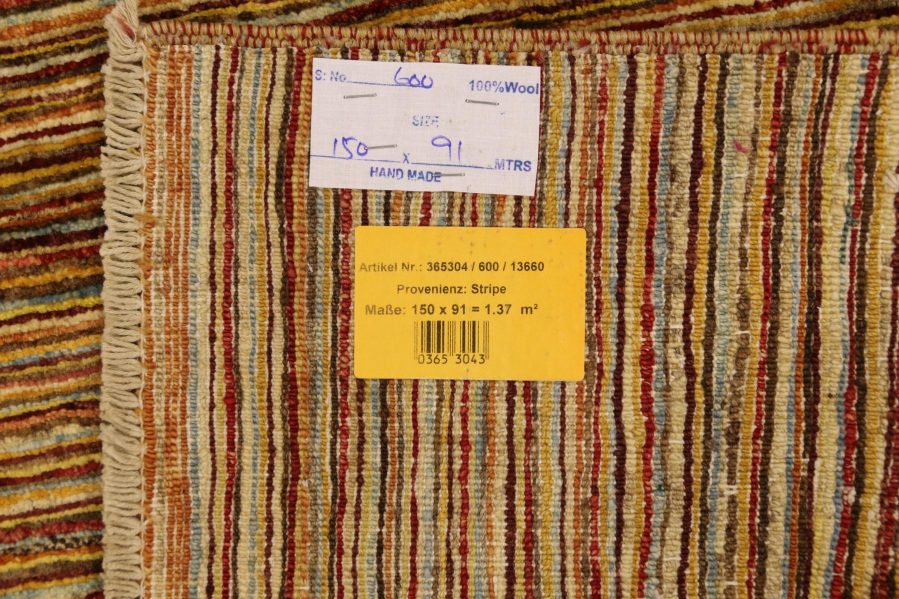 S: No. 600 100%Wool
SIZE
150 x 91 MTRS
HAND MADE
Artikel Nr.: 365304 / 600 / 13660
Provenienz: Stripe
Maße: 150 x 91 = 1.37 m²
0365 3043